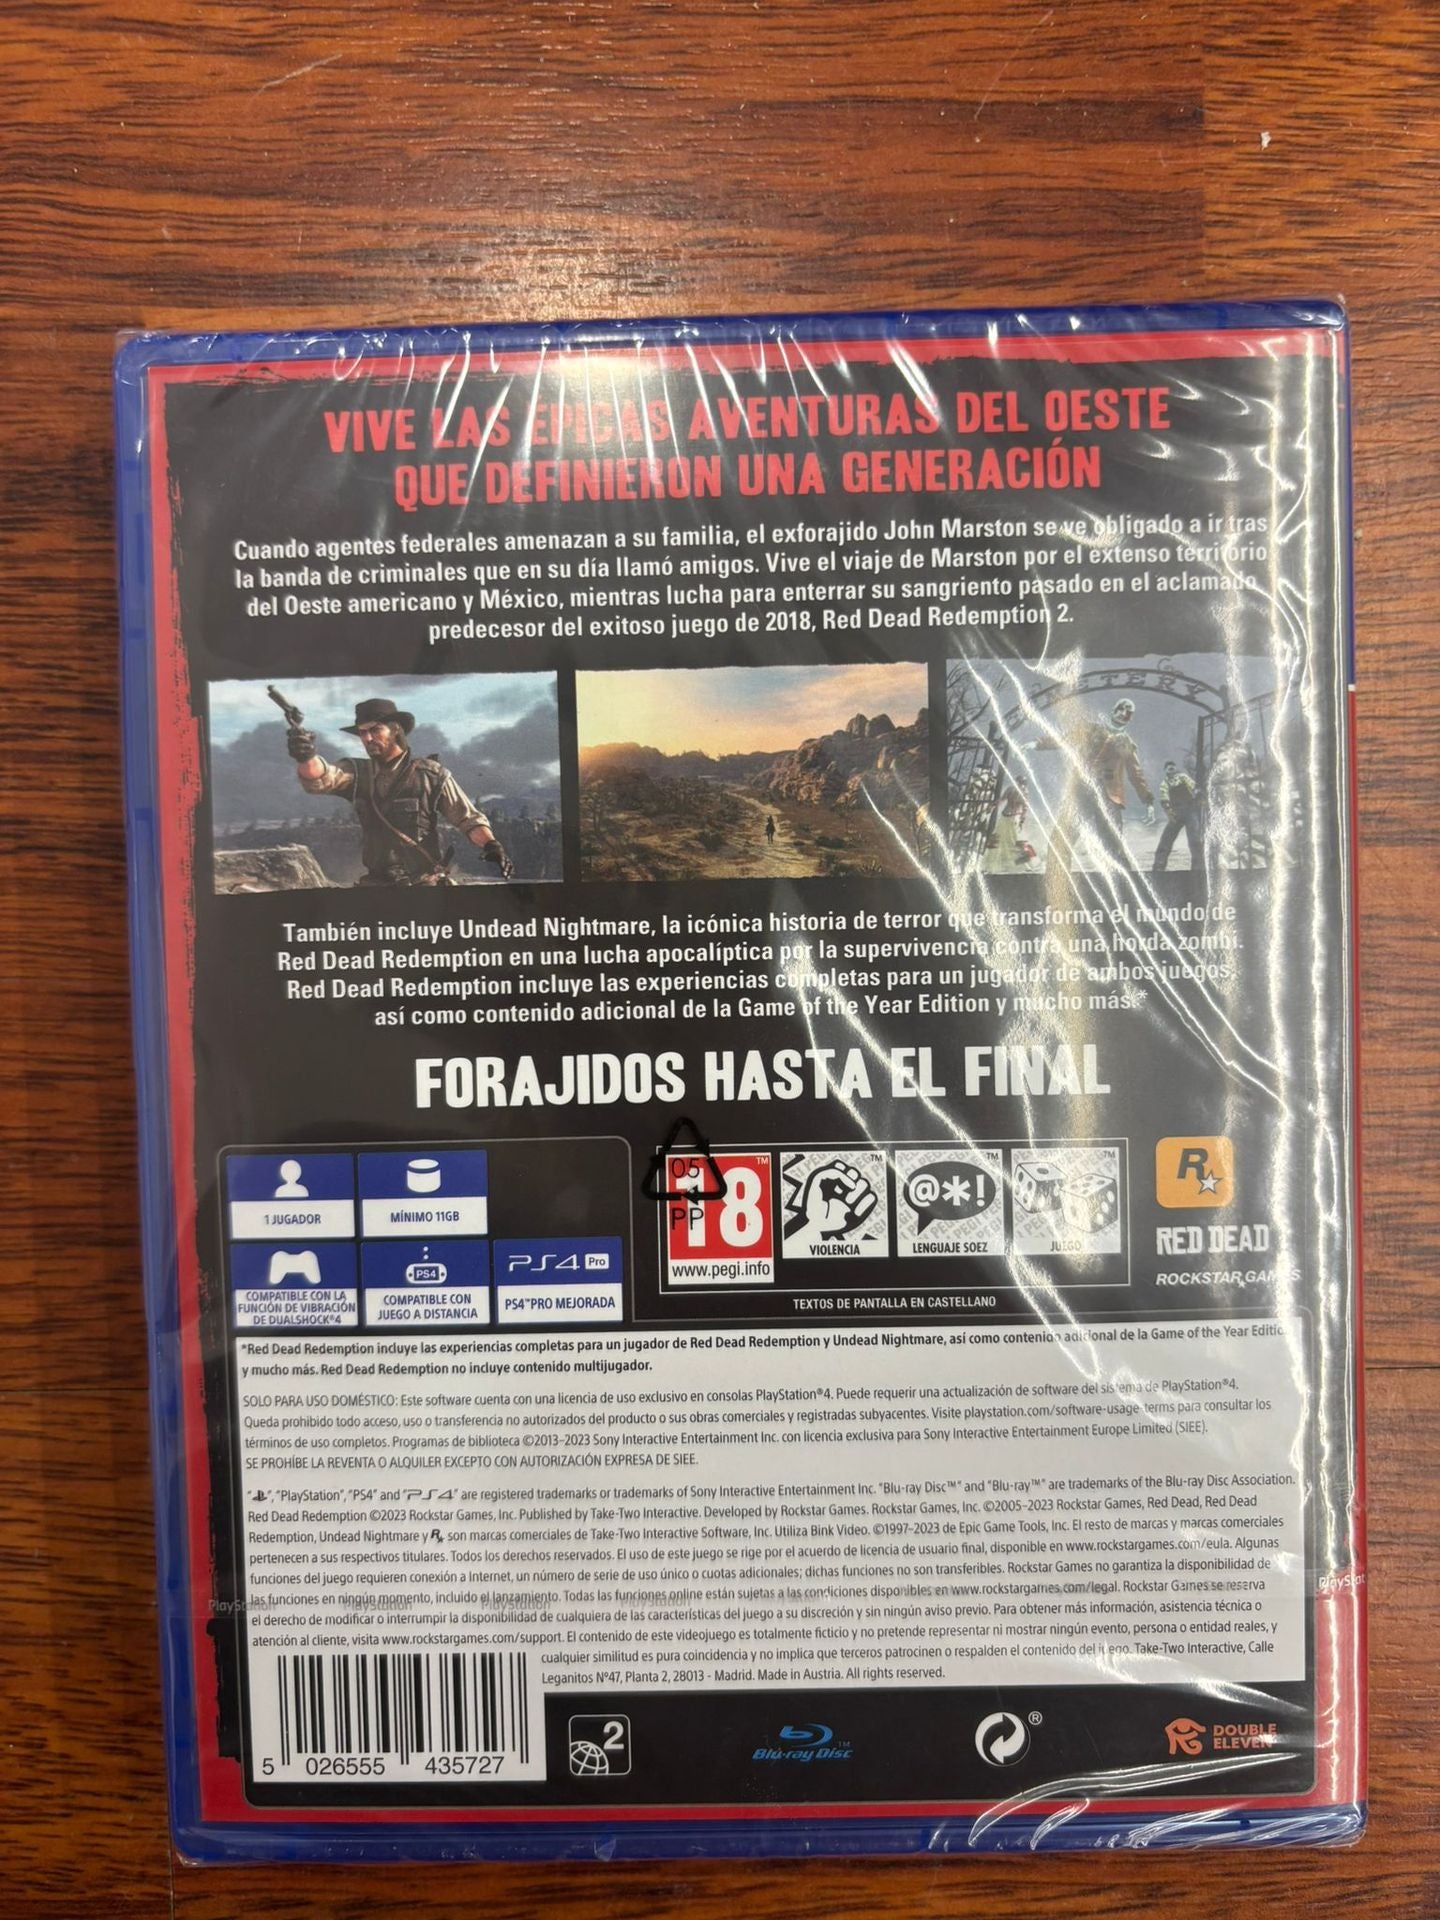 VIVE LAS ÉPICAS AVENTURAS DEL OESTE
QUE DEFINIERON UNA GENERACIÓN
Cuando agentes federales amenazan a su familia, el exforajido John Marston se ve obligado a ir tras
la banda de criminales que en su día llamó amigos. Vive el viaje de Marston por el extenso territorio
del Oeste americano y México, mientras lucha para enterrar su sangriento pasado en el aclamado
predecesor del exitoso juego de 2018, Red Dead Redemption 2.
También incluye Undead Nightmare, la icónica historia de terror que transforma el mundo de
Red Dead Redemption en una lucha apocalíptica por la supervivencia contra una horda zombi.
Red Dead Redemption incluye las experiencias completas para un jugador de ambos juegos,
así como contenido adicional de la Game of the Year Edition y mucho más.*
FORAJIDOS HASTA EL FINAL
1 JUGADOR
MÍNIMO 11GB
COMPATIBLE CON LA
FUNCIÓN DE VIBRACIÓN
DE DUALSHOCK®4
PS4
COMPATIBLE CON
JUEGO A DISTANCIA
PS4 Pro
PS4™PRO MEJORADA
05
PP
18
www.pegi.info
VIOLENCIA
@*!
LENGUAJE SOEZ
JUEGO
TEXTOS DE PANTALLA EN CASTELLANO
R
RED DEAD
ROCKSTAR GAMES
*Red Dead Redemption incluye las experiencias completas para un jugador de Red Dead Redemption y Undead Nightmare, así como contenido adicional de la Game of the Year Edition
y mucho más. Red Dead Redemption no incluye contenido multijugador.
SOLO PARA USO DOMÉSTICO: Este software cuenta con una licencia de uso exclusivo en consolas PlayStation®4. Puede requerir una actualización de software del sistema de PlayStation®4.
Queda prohibido todo acceso, uso o transferencia no autorizados del producto o sus obras comerciales y registradas subyacentes. Visite playstation.com/software-usage-terms para consultar los
términos de uso completos. Programas de biblioteca ©2013-2023 Sony Interactive Entertainment Inc. con licencia exclusiva para Sony Interactive Entertainment Europe Limited (SIEE).
SE PROHÍBE LA REVENTA O ALQUILER EXCEPTO CON AUTORIZACIÓN EXPRESA DE SIEE.
"", "PlayStation", "PS4" and "PS4" are registered trademarks or trademarks of Sony Interactive Entertainment Inc. "Blu-ray Disc™" and "Blu-ray™" are trademarks of the Blu-ray Disc Association.
Red Dead Redemption ©2023 Rockstar Games, Inc. Published by Take-Two Interactive. Developed by Rockstar Games. Rockstar Games, Inc. ©2005-2023 Rockstar Games, Red Dead, Red Dead
Redemption, Undead Nightmare y R son marcas comerciales de Take-Two Interactive Software, Inc. Utiliza Bink Video. ©1997-2023 de Epic Game Tools, Inc. El resto de marcas y marcas comerciales
pertenecen a sus respectivos titulares. Todos los derechos reservados. El uso de este juego se rige por el acuerdo de licencia de usuario final, disponible en www.rockstargames.com/eula. Algunas
funciones del juego requieren conexión a Internet, un número de serie de uso único o cuotas adicionales; dichas funciones no son transferibles. Rockstar Games no garantiza la disponibilidad de
las funciones en ningún momento, incluido el lanzamiento. Todas las funciones online están sujetas a las condiciones disponibles en www.rockstargames.com/legal. Rockstar Games se reserva
el derecho de modificar o interrumpir la disponibilidad de cualquiera de las características del juego a su discreción y sin ningún aviso previo. Para obtener más información, asistencia técnica o
atención al cliente, visita www.rockstargames.com/support. El contenido de este videojuego es totalmente ficticio y no pretende representar ni mostrar ningún evento, persona o entidad reales, y
cualquier similitud es pura coincidencia y no implica que terceros patrocinen o respalden el contenido del juego. Take-Two Interactive, Calle
Leganitos Nº47, Planta 2, 28013 - Madrid. Made in Austria. All rights reserved.
5 026555 435727
2
Blu-ray Disc™
®
DOUBLE
ELEVEN